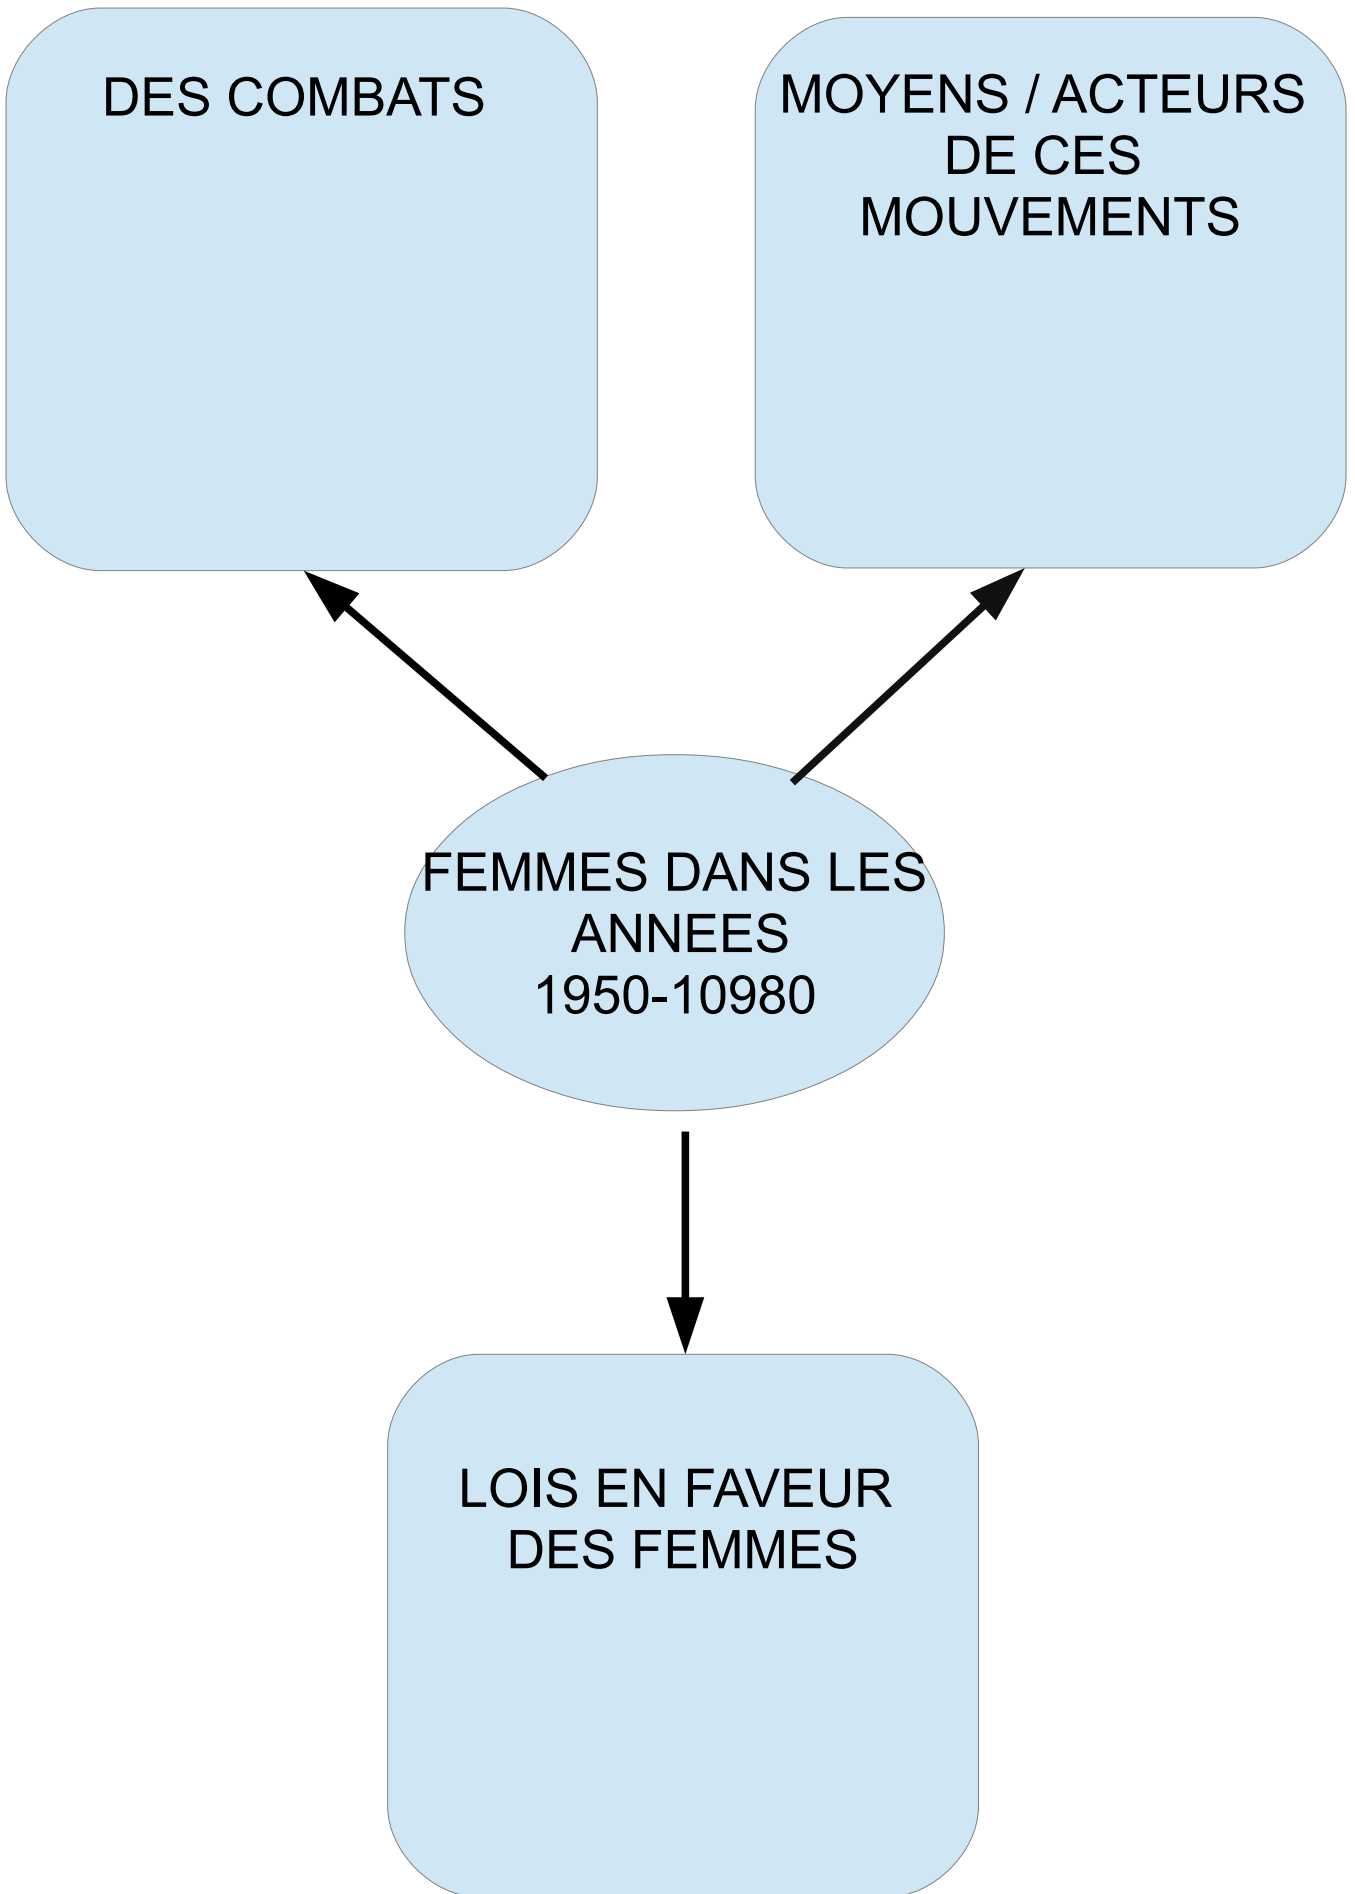 DES COMBATS
MOYENS / ACTEURS
DE CES
MOUVEMENTS
FEMMES DANS LES
ANNEES
1950-10980
LOIS EN FAVEUR
DES FEMMES